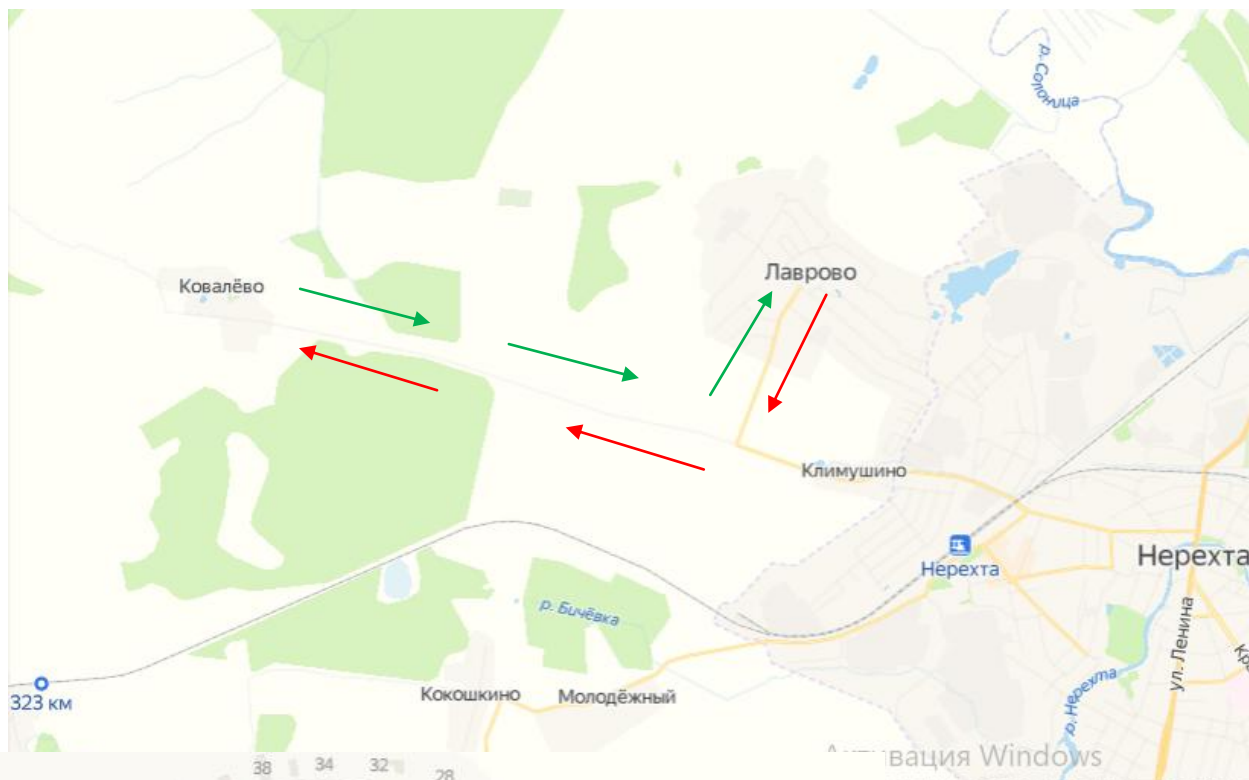 р. Солоница
Лаврово
Ковалёво
Климушино
Нерехта
Нерехта
р. Бичёвка
ул. Ленина
Кокошкино
Молодёжный
р. Нерехта
323 км
вация Windows
38 34 32 28